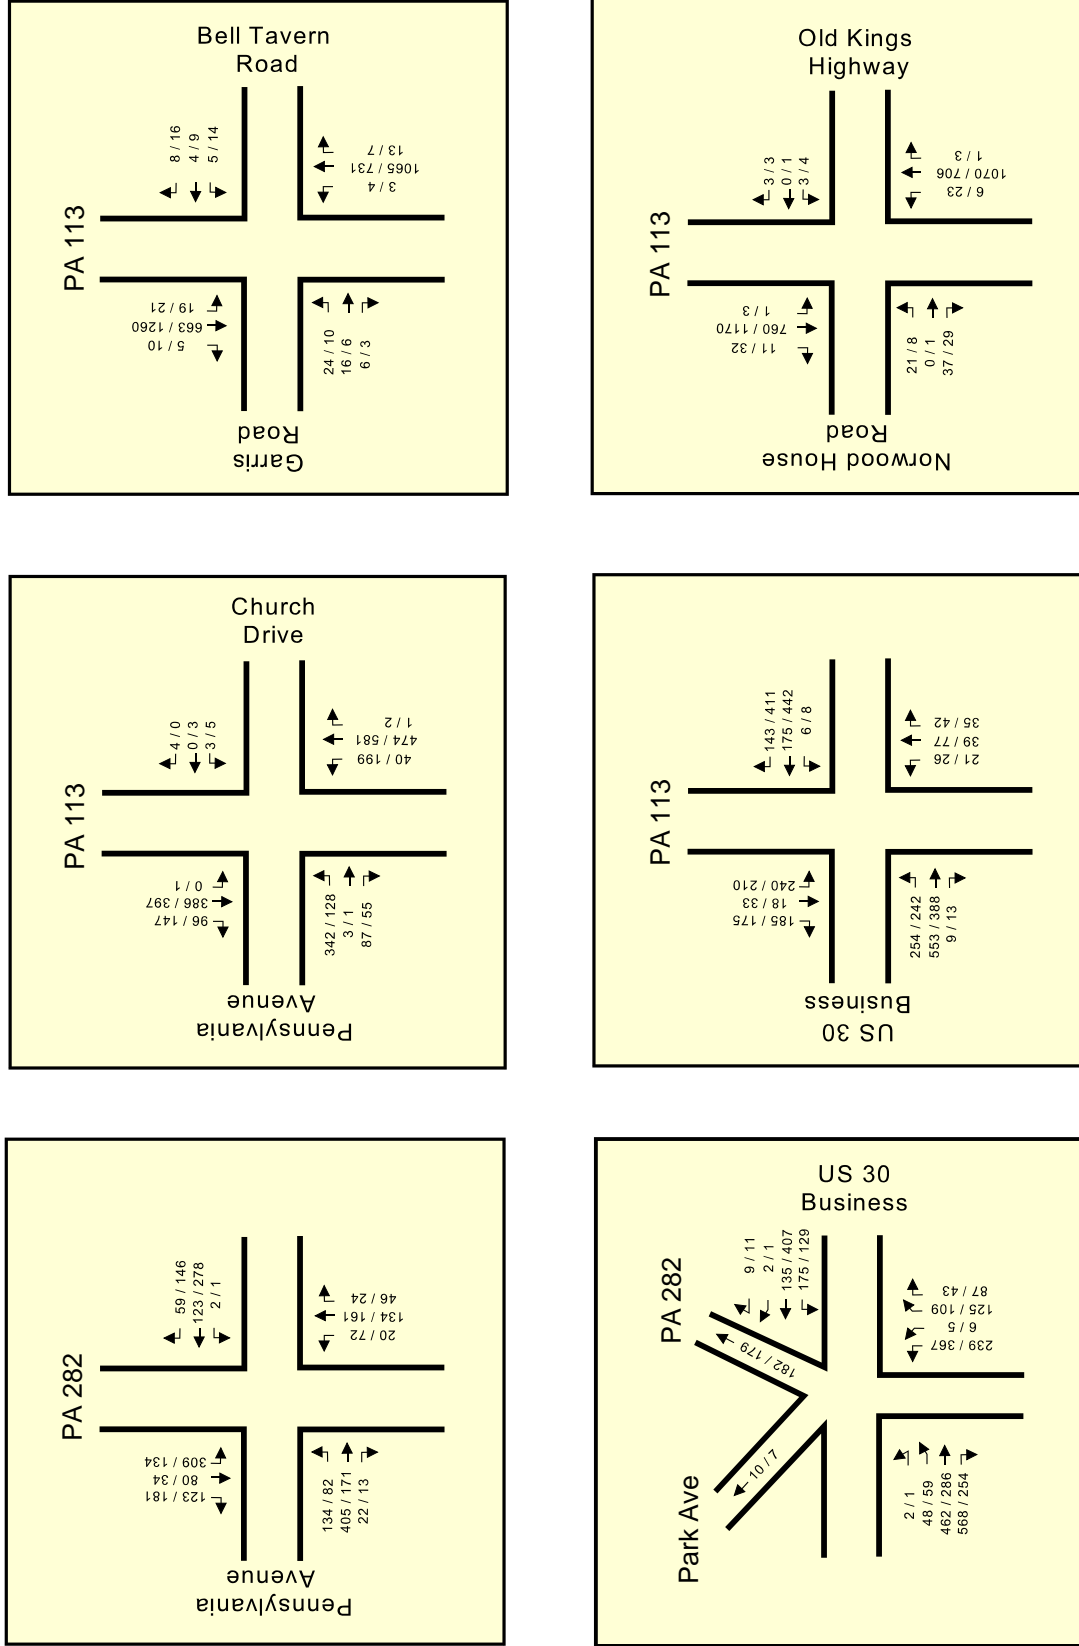 Bell Tavern
Road
8 / 16
4 / 9
5 / 14
13 / 7
1065 / 731
3 / 4
PA 113
19 / 21
663 / 1260
5 / 10
24 / 10
16 / 6
6 / 3
Garris
Road
Old Kings
Highway
3 / 3
0 / 1
3 / 4
1 / 3
1070 / 706
6 / 23
PA 113
1 / 3
760 / 1170
11 / 32
21 / 8
0 / 1
37 / 29
Norwood House
Road
Church
Drive
4 / 0
0 / 3
3 / 5
1 / 2
474 / 581
40 / 199
PA 113
0 / 1
386 / 397
96 / 147
342 / 128
3 / 1
87 / 55
Pennsylvania
Avenue
143 / 411
175 / 442
6 / 8
35 / 42
39 / 77
21 / 26
PA 113
240 / 210
18 / 33
185 / 175
254 / 242
553 / 388
9 / 13
US 30
Business
59 / 146
123 / 278
2 / 1
46 / 24
134 / 161
20 / 72
PA 282
309 / 134
80 / 34
123 / 181
134 / 82
405 / 171
22 / 13
Pennsylvania
Avenue
US 30
Business
9 / 11
2 / 1
135 / 407
175 / 129
PA 282
87 / 43
125 / 109
6 / 5
239 / 367
182 / 179
10 / 7
Park Ave
2 / 1
48 / 59
462 / 286
568 / 254